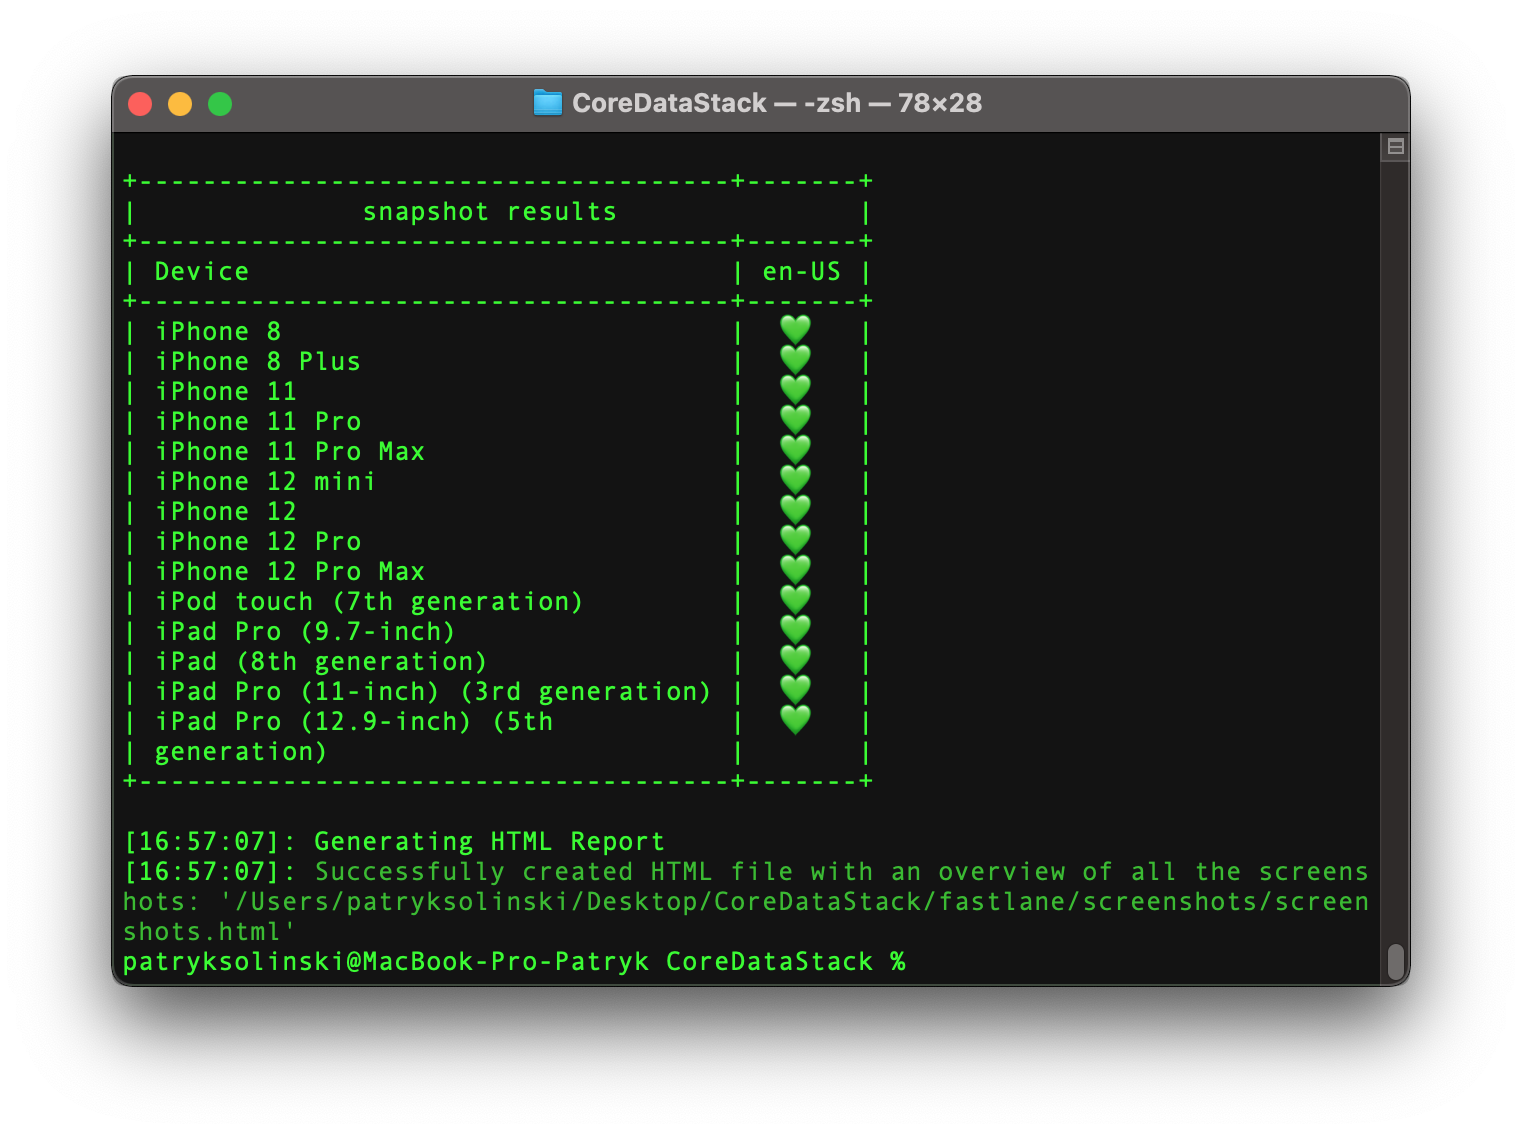 CoreDataStack — -zsh — 78×28
+-------------------------------------+-------+
|              snapshot results               |
+-------------------------------------+-------+
| Device                              | en-US |
+-------------------------------------+-------+
| iPhone 8                            |  💚   |
| iPhone 8 Plus                       |  💚   |
| iPhone 11                           |  💚   |
| iPhone 11 Pro                       |  💚   |
| iPhone 11 Pro Max                   |  💚   |
| iPhone 12 mini                      |  💚   |
| iPhone 12                           |  💚   |
| iPhone 12 Pro                       |  💚   |
| iPhone 12 Pro Max                   |  💚   |
| iPod touch (7th generation)         |  💚   |
| iPad Pro (9.7-inch)                 |  💚   |
| iPad (8th generation)               |  💚   |
| iPad Pro (11-inch) (3rd generation) |  💚   |
| iPad Pro (12.9-inch) (5th           |  💚   |
| generation)                         |       |
+-------------------------------------+-------+
[16:57:07]: Generating HTML Report
[16:57:07]: Successfully created HTML file with an overview of all the screens
hots: '/Users/patryksolinski/Desktop/CoreDataStack/fastlane/screenshots/screen
shots.html'
patryksolinski@MacBook-Pro-Patryk CoreDataStack %